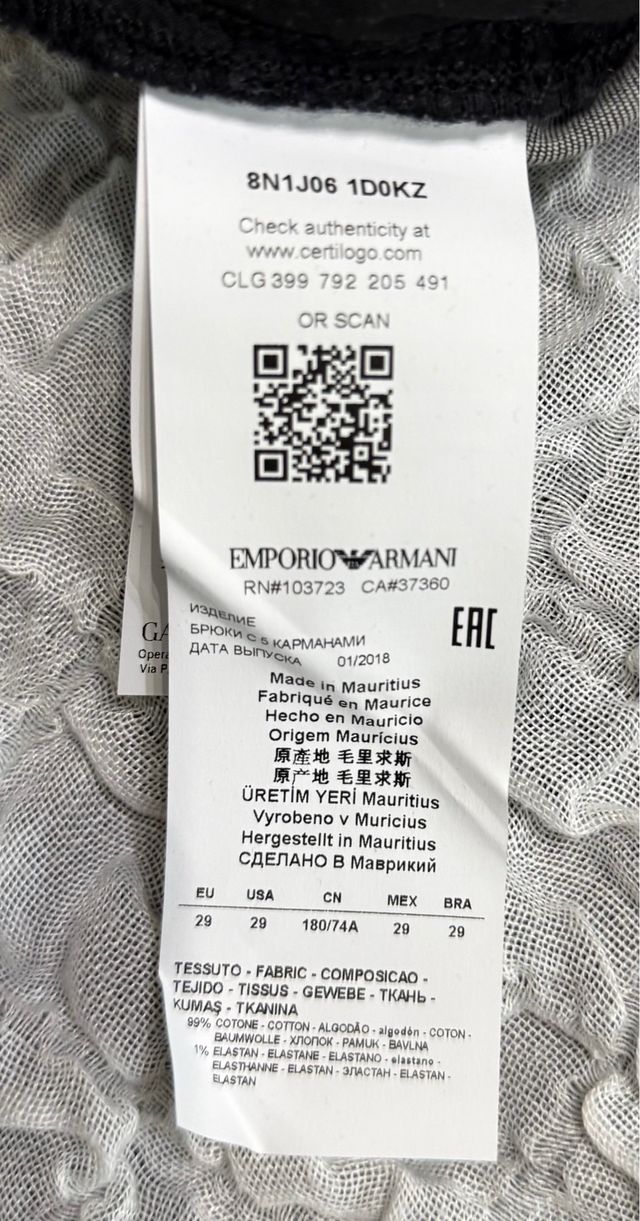 8N1J06 1D0KZ
Check authenticity at
www.certilogo.com
CLG 399 792 205 491
OR SCAN
EMPORIO ARMANI
RN#103723 CA#37360
ИЗДЕЛИЕ
БРЮКИ С 5 КАРМАНАМИ
ДАТА ВЫПУСКА 01/2018
EAC
Made in Mauritius
Fabriqué en Maurice
Hecho en Mauricio
Origem Maurícius
原產地 毛里求斯
原产地 毛里求斯
ÜRETİM YERİ Mauritius
Vyrobeno v Muricius
Hergestellt in Mauritius
СДЕЛАНО В Маврикий
EU USA CN MEX BRA
29 29 180/74A 29 29
TESSUTO - FABRIC - COMPOSICAO -
TEJIDO - TISSUS - GEWEBE - ТКАНЬ -
KUMAŞ - TKANINA
99% COTONE - COTTON - ALGODÃO - algodón - COTON -
BAUMWOLLE - ХЛОПОК - PAMUK - BAVLNA
1% ELASTAN - ELASTANE - ELASTANO - elastano -
ELASTHANNE - ELASTAN - ЭЛАСТАН - ELASTAN -
ELASTAN
GA
Opera
Via P